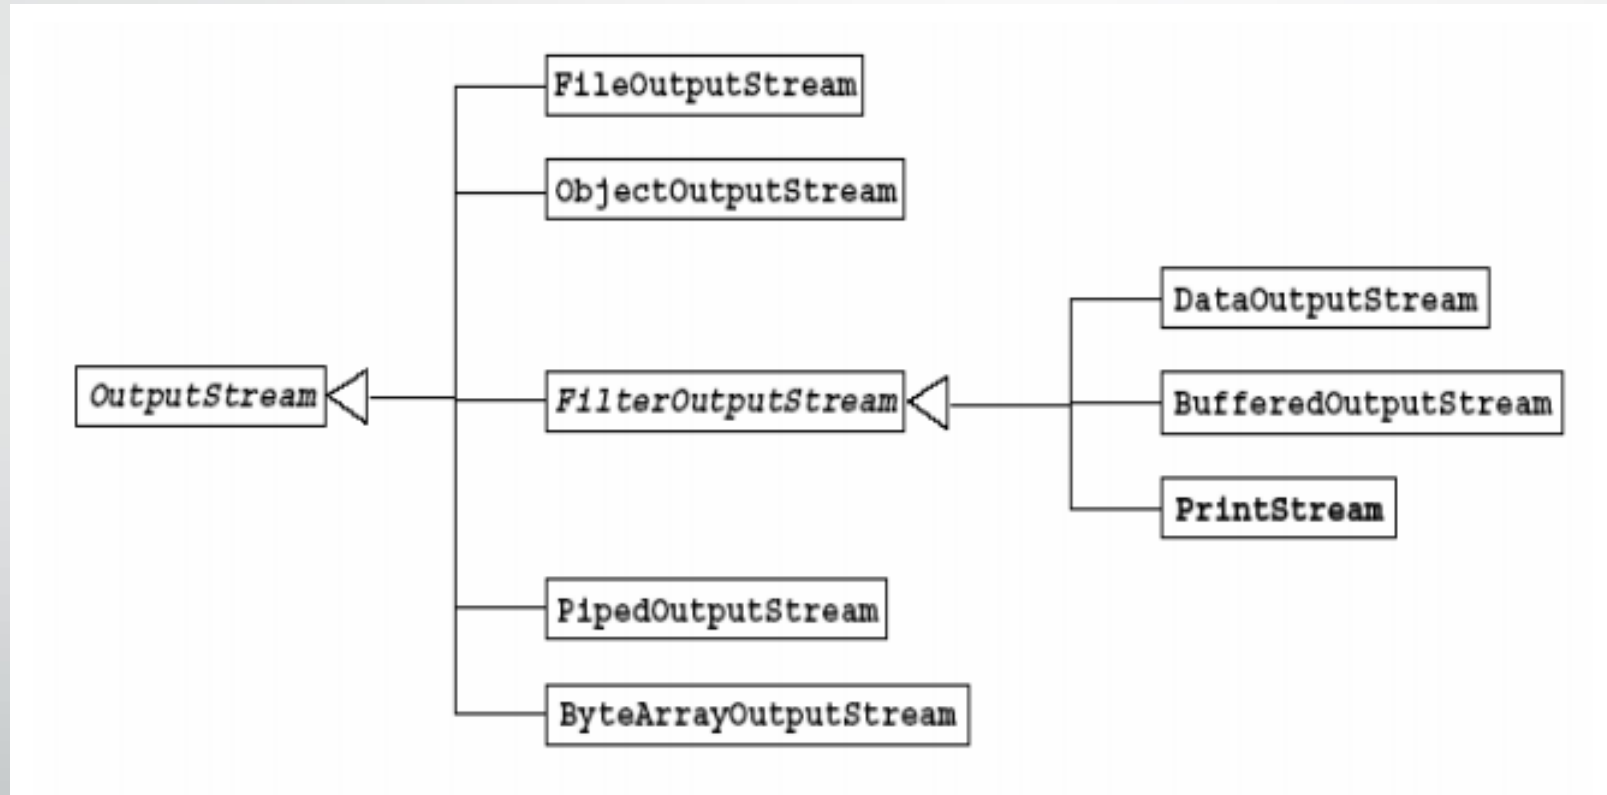 FileOutputStream
ObjectOutputStream
DataOutputStream
OutputStream
FilterOutputStream
BufferedOutputStream
PrintStream
PipedOutputStream
ByteArrayOutputStream